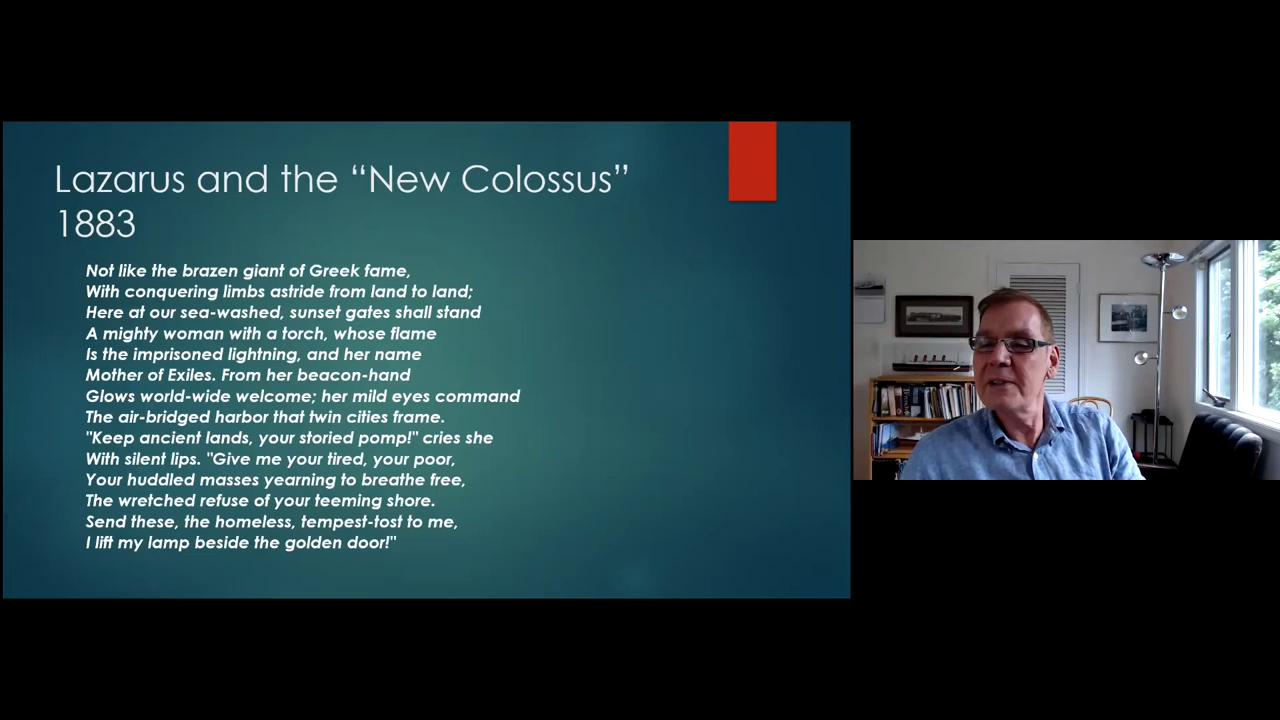 Lazarus and the “New Colossus”
1883
Not like the brazen giant of Greek fame,
With conquering limbs astride from land to land;
Here at our sea-washed, sunset gates shall stand
A mighty woman with a torch, whose flame
Is the imprisoned lightning, and her name
Mother of Exiles. From her beacon-hand
Glows world-wide welcome; her mild eyes command
The air-bridged harbor that twin cities frame.
"Keep ancient lands, your storied pomp!" cries she
With silent lips. "Give me your tired, your poor,
Your huddled masses yearning to breathe free,
The wretched refuse of your teeming shore.
Send these, the homeless, tempest-tost to me,
I lift my lamp beside the golden door!"